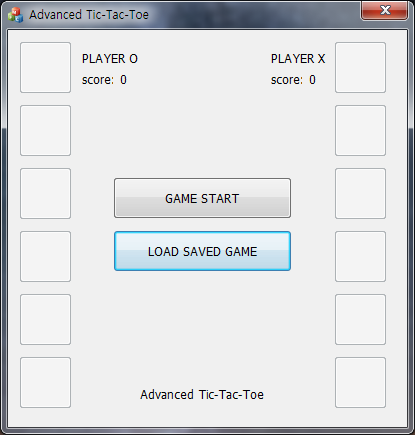 Advanced Tic-Tac-Toe
PLAYER O
score: 0
PLAYER X
score: 0
GAME START
LOAD SAVED GAME
Advanced Tic-Tac-Toe